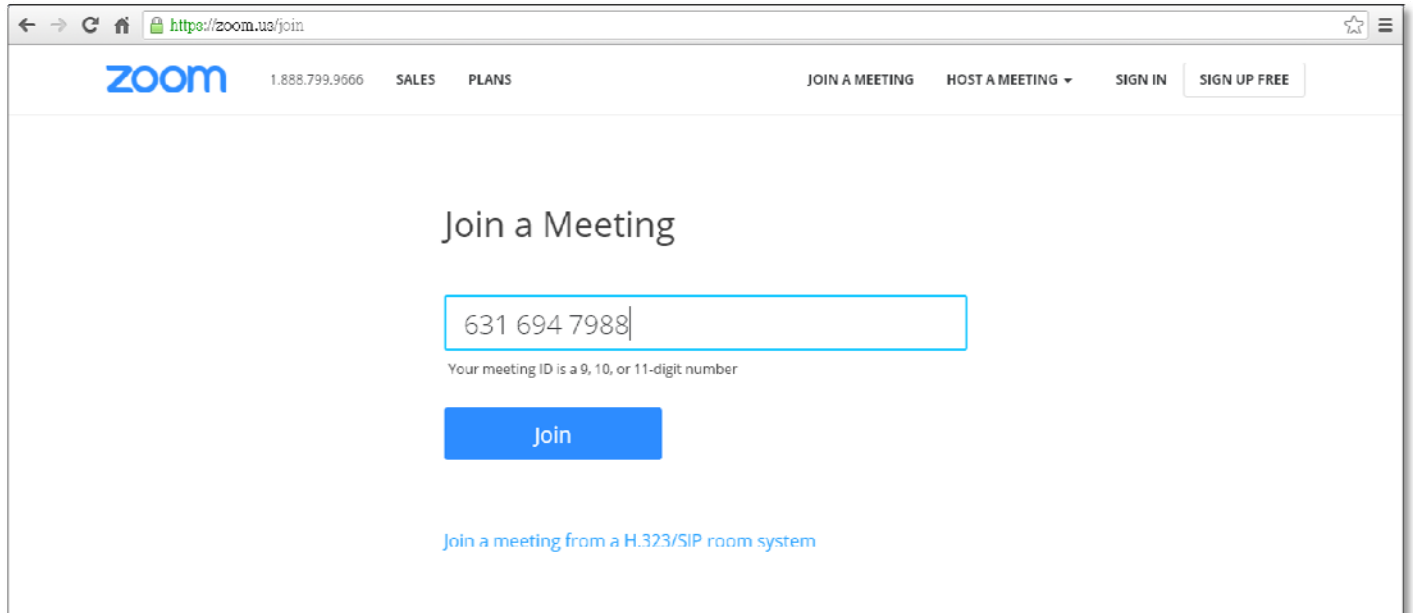 https://zoom.us/join
zoom 1.888.799.9666 SALES PLANS JOIN A MEETING HOST A MEETING SIGN IN SIGN UP FREE
Join a Meeting
631 694 7988
Your meeting ID is a 9, 10, or 11-digit number
Join
Join a meeting from a H.323/SIP room system